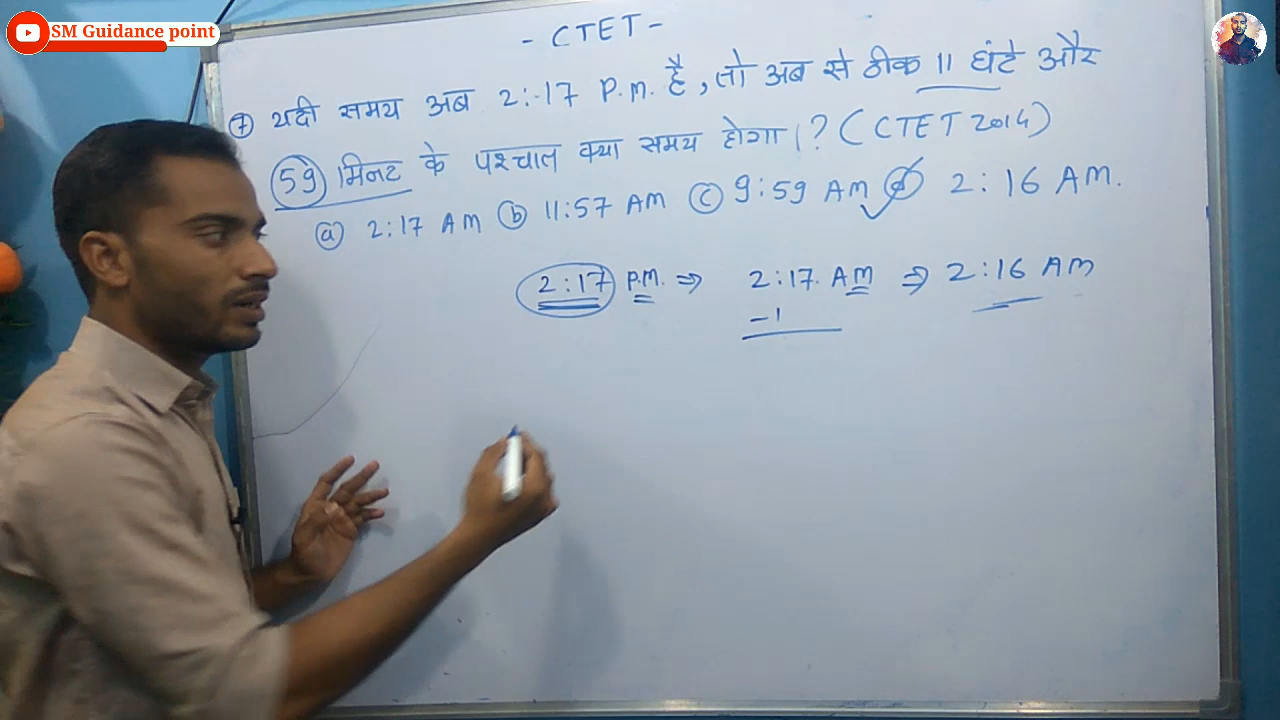 SM Guidance point
- CTET -
⑦ यदी समय अब 2:-17 P.M. है, तो अब से ठीक 11 घंटे और
59 मिनट के पश्चात क्या समय होगा।? (CTET 2014)
ⓐ 2:17 AM ⓑ 11:57 AM ⓒ 9:59 AM ⓓ 2:16 AM.
2:17 P.M. ⇒ 2:17. AM ⇒ 2:16 AM
-1